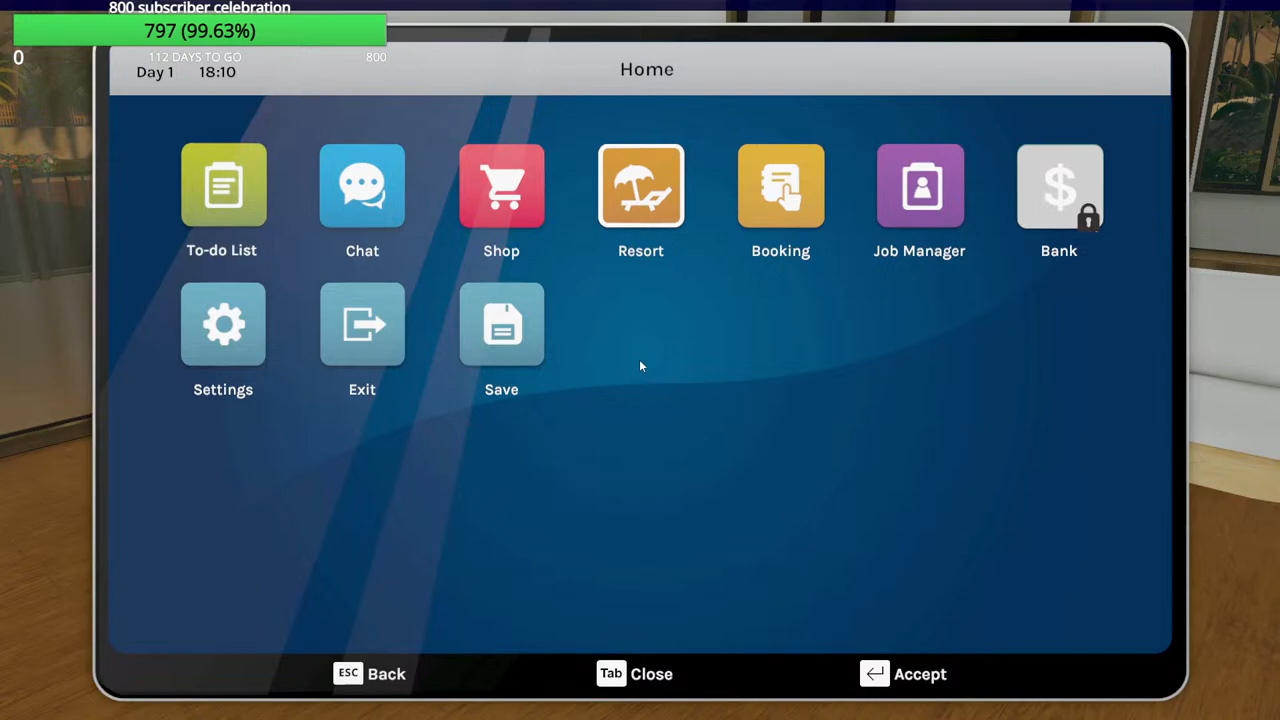 800 subscriber celebration
797 (99.63%)
0
112 DAYS TO GO
800
Day 1 18:10
Home
To-do List
Chat
Shop
Resort
Booking
Job Manager
$
Bank
Settings
Exit
Save
ESC Back
Tab Close
Accept